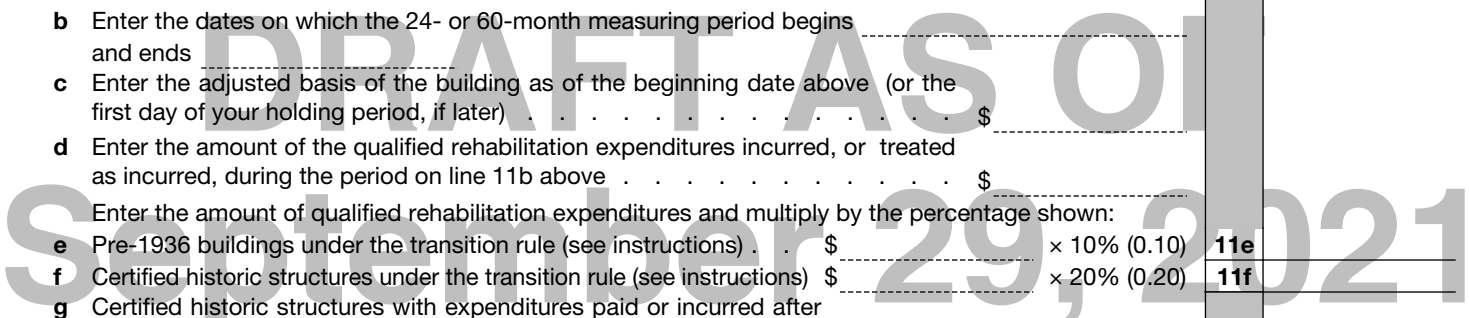 b Enter the dates on which the 24- or 60-month measuring period begins
and ends
c Enter the adjusted basis of the building as of the beginning date above (or the
first day of your holding period, if later) . . . . . . . . . . . . . . $
d Enter the amount of the qualified rehabilitation expenditures incurred, or treated
as incurred, during the period on line 11b above . . . . . . . . . . . $
Enter the amount of qualified rehabilitation expenditures and multiply by the percentage shown:
e Pre-1936 buildings under the transition rule (see instructions) . . $ × 10% (0.10) 11e
f Certified historic structures under the transition rule (see instructions) $ × 20% (0.20) 11f
g Certified historic structures with expenditures paid or incurred after
DRAFT AS OF
September 29, 2021